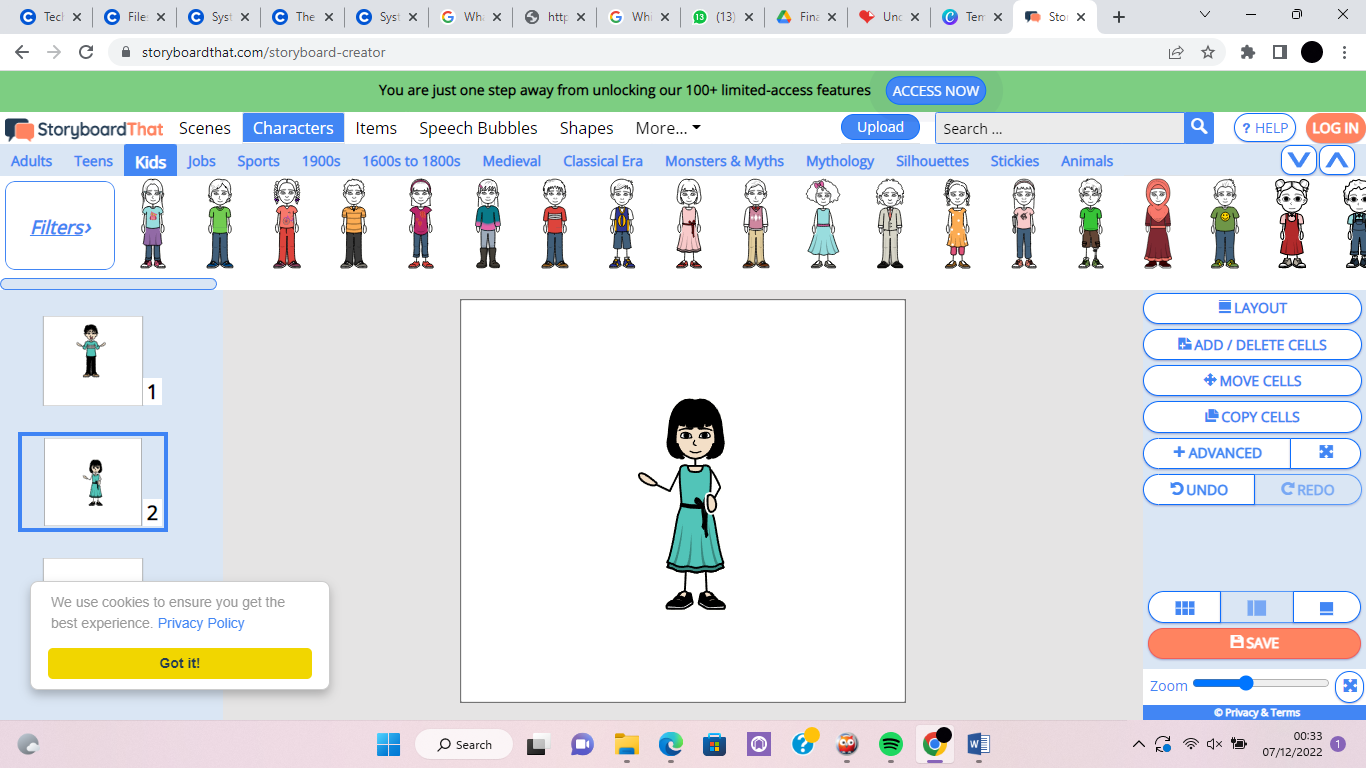 Tech
Files
Syst
The
Syst
Wha
http
Whi
(13)
Fina
Unc
Tem
Sto
storyboardthat.com/storyboard-creator
You are just one step away from unlocking our 100+ limited-access features ACCESS NOW
StoryboardThat Scenes Characters Items Speech Bubbles Shapes More... Upload Search ... ? HELP LOG IN
Adults Teens Kids Jobs Sports 1900s 1600s to 1800s Medieval Classical Era Monsters & Myths Mythology Silhouettes Stickies Animals
Filters›
1
2
LAYOUT
ADD / DELETE CELLS
MOVE CELLS
COPY CELLS
ADVANCED
UNDO REDO
SAVE
Zoom
© Privacy & Terms
We use cookies to ensure you get the
best experience. Privacy Policy
Got it!
Search
00:33
07/12/2022
1